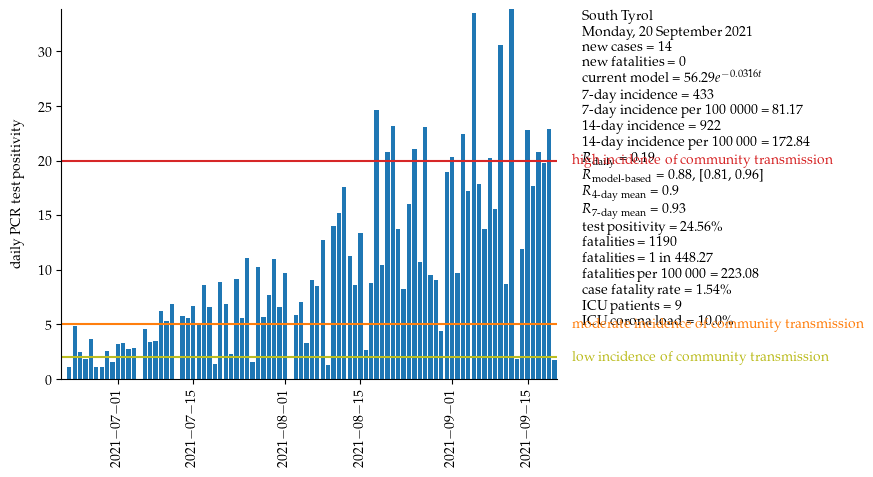 South Tyrol
Monday, 20 September 2021
new cases = 14
new fatalities = 0
current model = 56.29e^{-0.0316t}
7-day incidence = 433
7-day incidence per 100 0000 = 81.17
14-day incidence = 922
14-day incidence per 100 000 = 172.84
R_daily = 0.19
high incidence of community transmission
R_model-based = 0.88, [0.81, 0.96]
R_4-day mean = 0.9
R_7-day mean = 0.93
test positivity = 24.56%
fatalities = 1190
fatalities = 1 in 448.27
fatalities per 100 000 = 223.08
case fatality rate = 1.54%
ICU patients = 9
ICU corona load = 10.0%
moderate incidence of community transmission
low incidence of community transmission
daily PCR test positivity
30
25
20
15
10
5
0
2021−07−01
2021−07−15
2021−08−01
2021−08−15
2021−09−01
2021−09−15